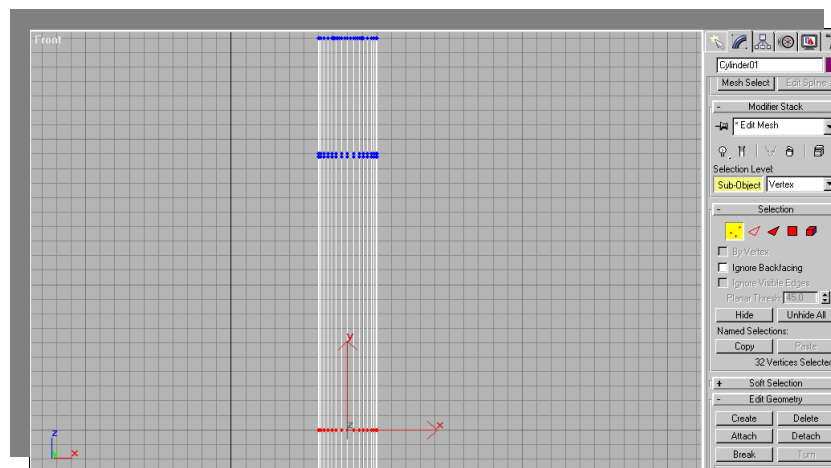 Front
Cylinder01
Mesh Select Edit Spline
- Modifier Stack
* Edit Mesh
Selection Level:
Sub-Object Vertex
- Selection
By Vertex
Ignore Backfacing
Ignore Visible Edges
Planar Thresh: 45.0
Hide Unhide All
Named Selections:
Copy Paste
32 Vertices Selected
+ Soft Selection
- Edit Geometry
Create Delete
Attach Detach
Break Turn
y
z x
z
y x